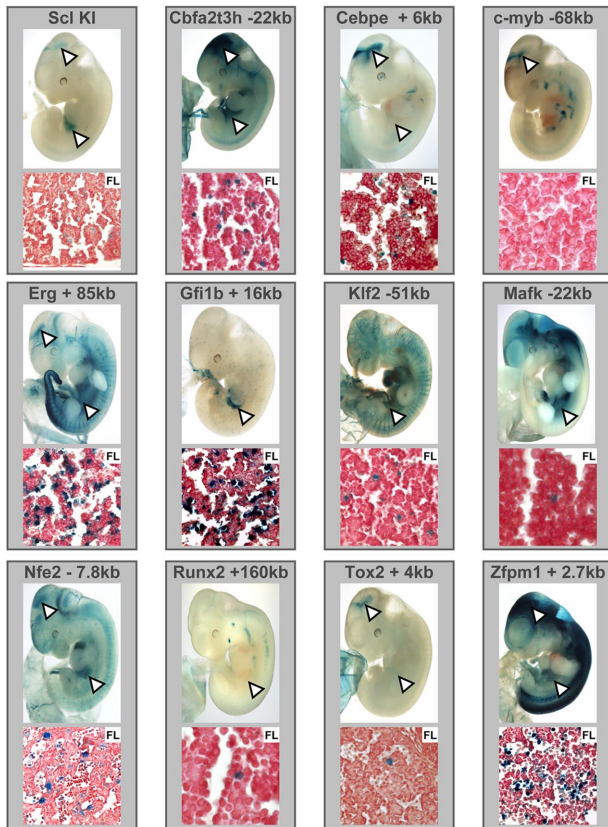 Scl KI
Cbfa2t3h -22kb
Cebpe + 6kb
c-myb -68kb
FL
FL
FL
FL
Erg + 85kb
Gfi1b + 16kb
Klf2 -51kb
Mafk -22kb
FL
FL
FL
FL
Nfe2 - 7.8kb
Runx2 +160kb
Tox2 + 4kb
Zfpm1 + 2.7kb
FL
FL
FL
FL